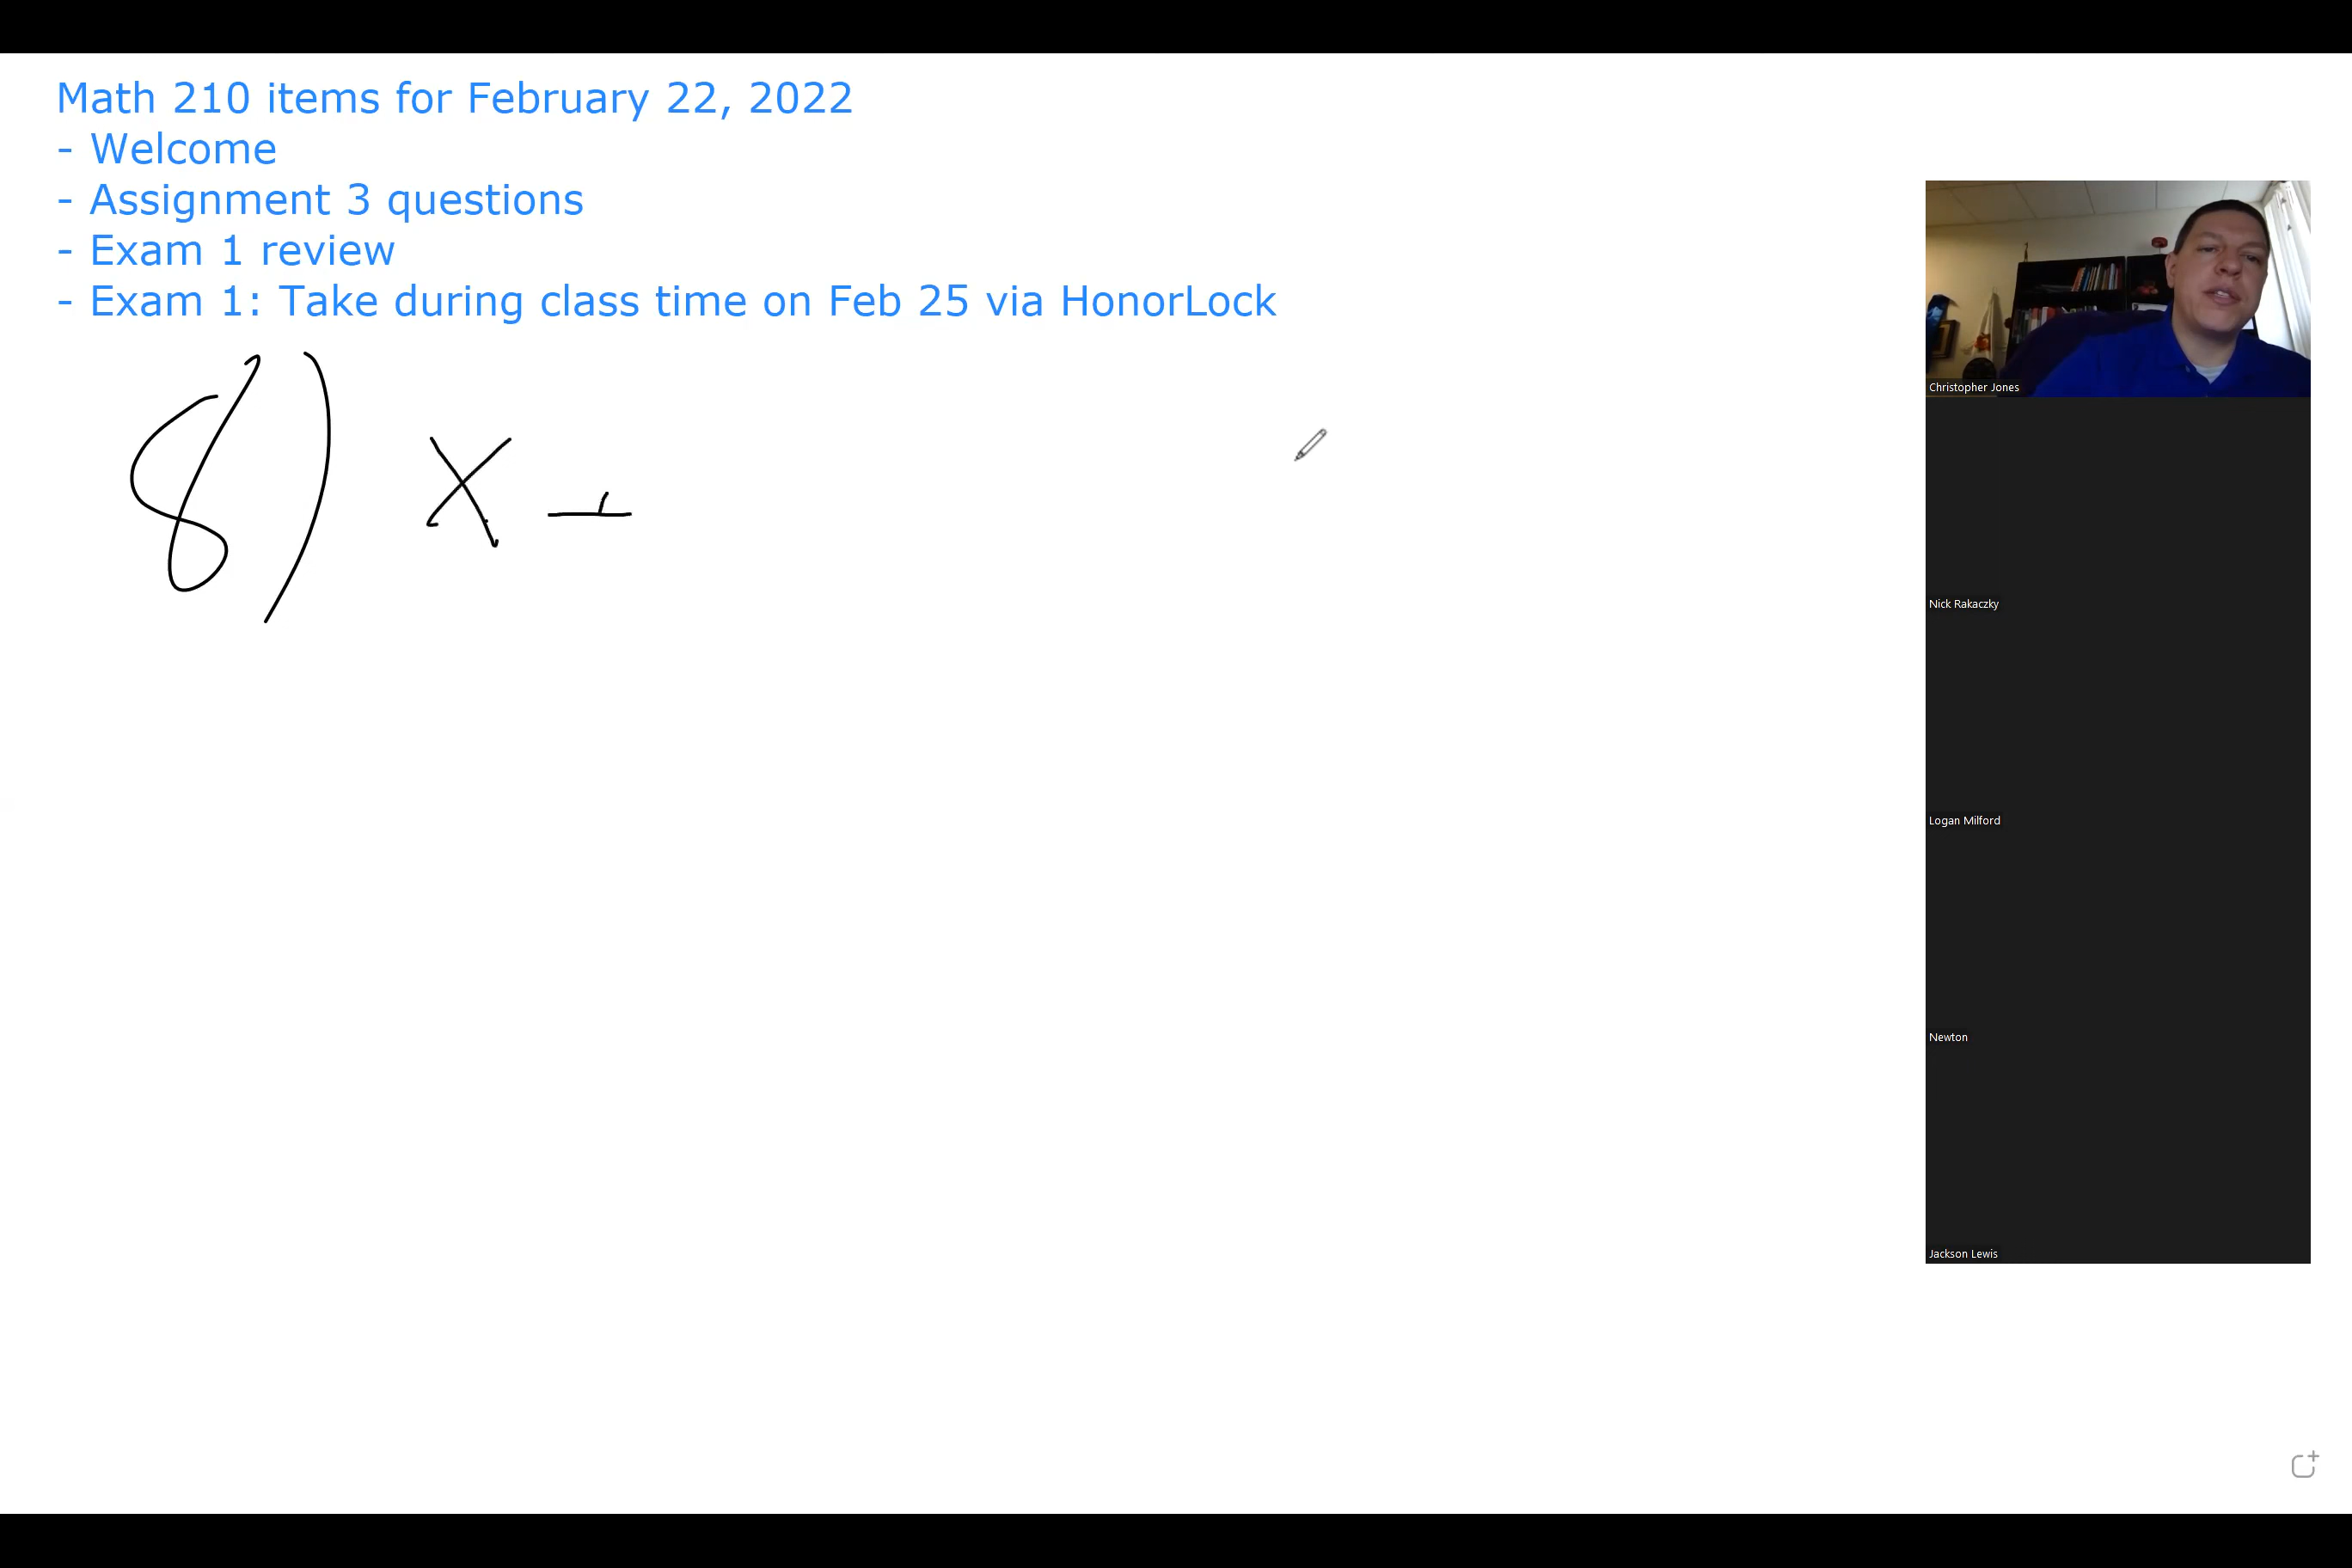 Math 210 items for February 22, 2022
- Welcome
- Assignment 3 questions
- Exam 1 review
- Exam 1: Take during class time on Feb 25 via HonorLock
8) x
Christopher Jones
Nick Rakaczky
Logan Milford
Newton
Jackson Lewis